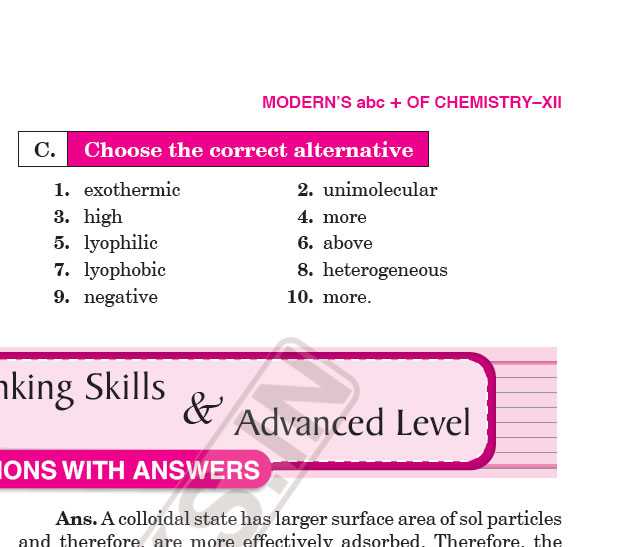 MODERN'S abc + OF CHEMISTRY–XII
C. Choose the correct alternative
1. exothermic 2. unimolecular
3. high 4. more
5. lyophilic 6. above
7. lyophobic 8. heterogeneous
9. negative 10. more.
nking Skills
& Advanced Level
IONS WITH ANSWERS
S.IN
Ans. A colloidal state has larger surface area of sol particles
and therefore, are more effectively adsorbed. Therefore, the